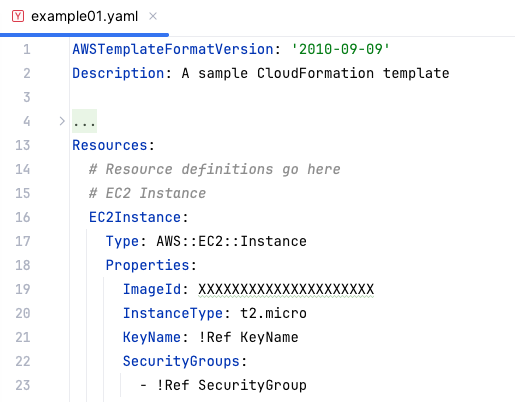 example01.yaml
1 AWSTemplateFormatVersion: '2010-09-09'
2 Description: A sample CloudFormation template
3
4 ...
13 Resources:
14 # Resource definitions go here
15 # EC2 Instance
16 EC2Instance:
17 Type: AWS::EC2::Instance
18 Properties:
19 ImageId: XXXXXXXXXXXXXXXXXXXXX
20 InstanceType: t2.micro
21 KeyName: !Ref KeyName
22 SecurityGroups:
23 - !Ref SecurityGroup